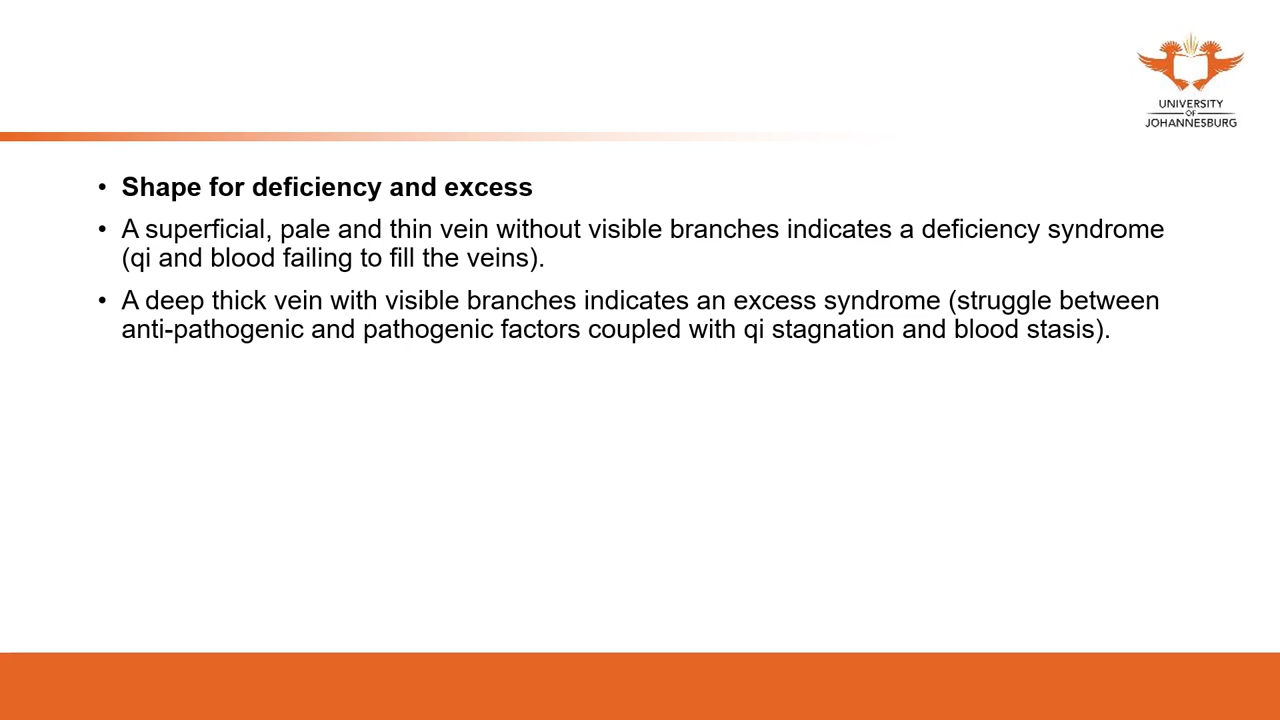 UNIVERSITY
OF
JOHANNESBURG
• Shape for deficiency and excess
• A superficial, pale and thin vein without visible branches indicates a deficiency syndrome
(qi and blood failing to fill the veins).
• A deep thick vein with visible branches indicates an excess syndrome (struggle between
anti-pathogenic and pathogenic factors coupled with qi stagnation and blood stasis).